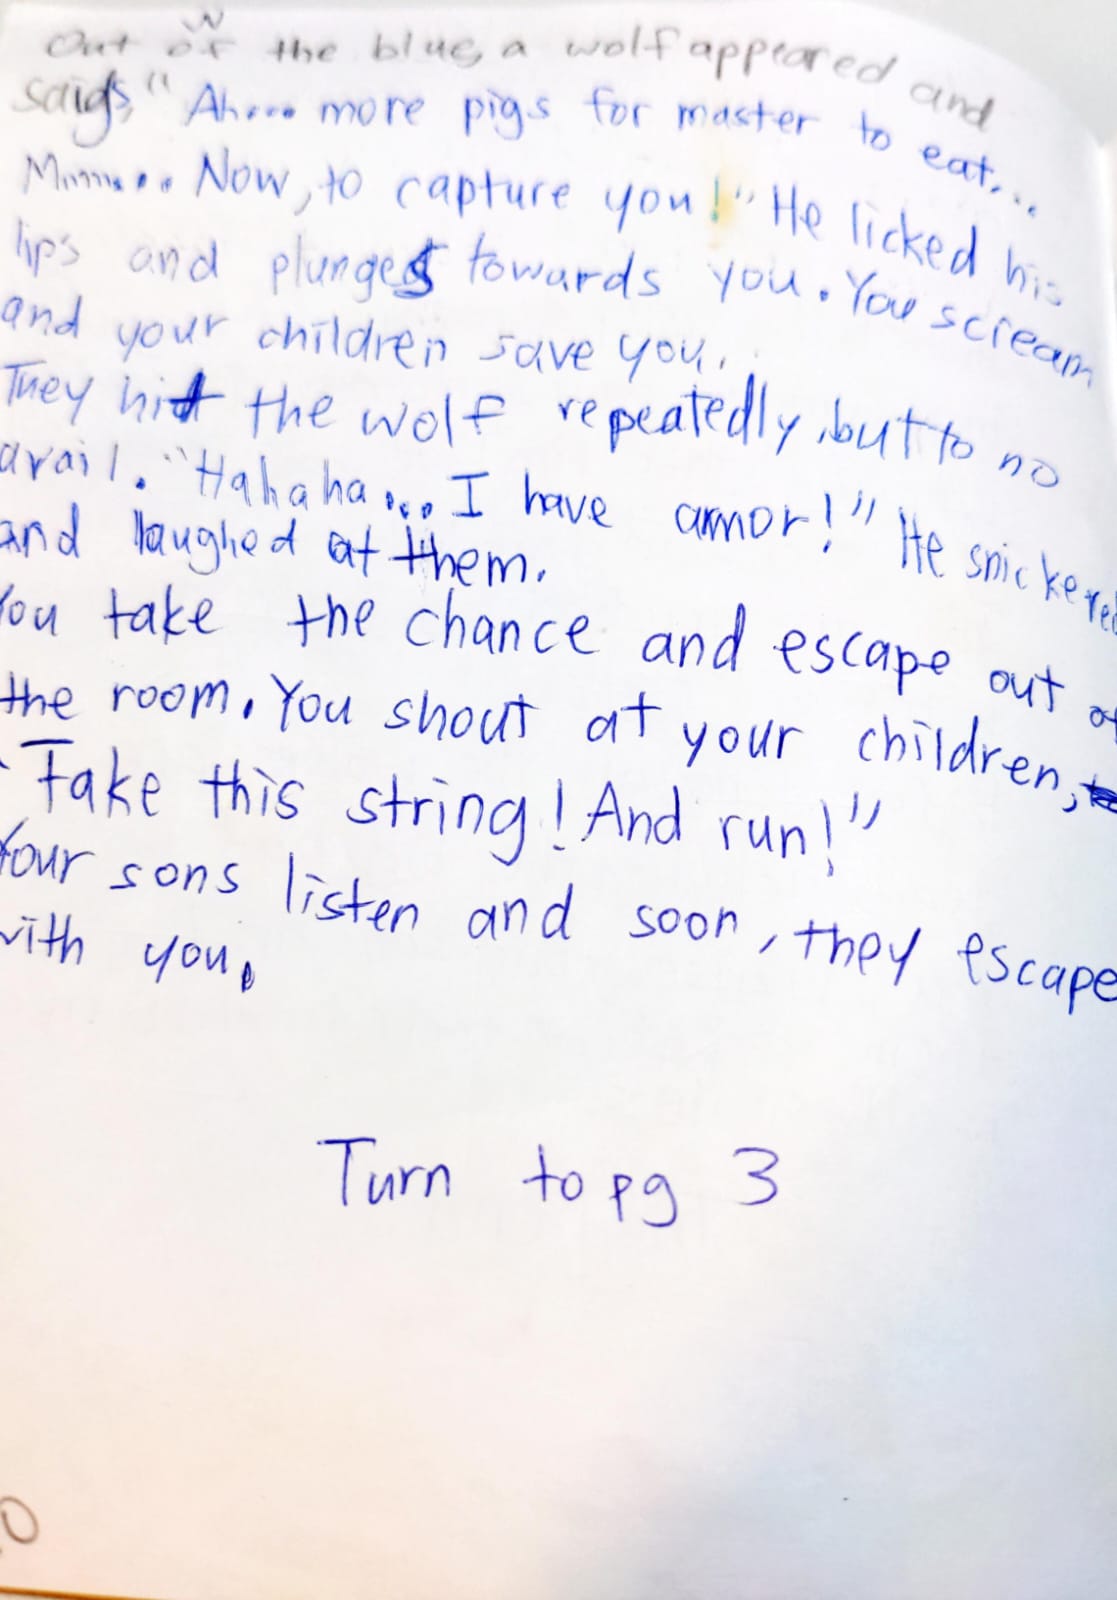 Out of the blue, a wolf appeared and
says, "Ah.... more pigs for master to eat...
Mmmm... Now, to capture you!" He licked his
lips and plunges towards you. You scream
and your children save you.
They hit the wolf repeatedly, but to no
avail. "Hahaha... I have armor!" He snickered
and laughed at them.
You take the chance and escape out of
the room. You shout at your children,
"Take this string! And run!"
Your sons listen and soon, they escape
with you.
Turn to pg 3